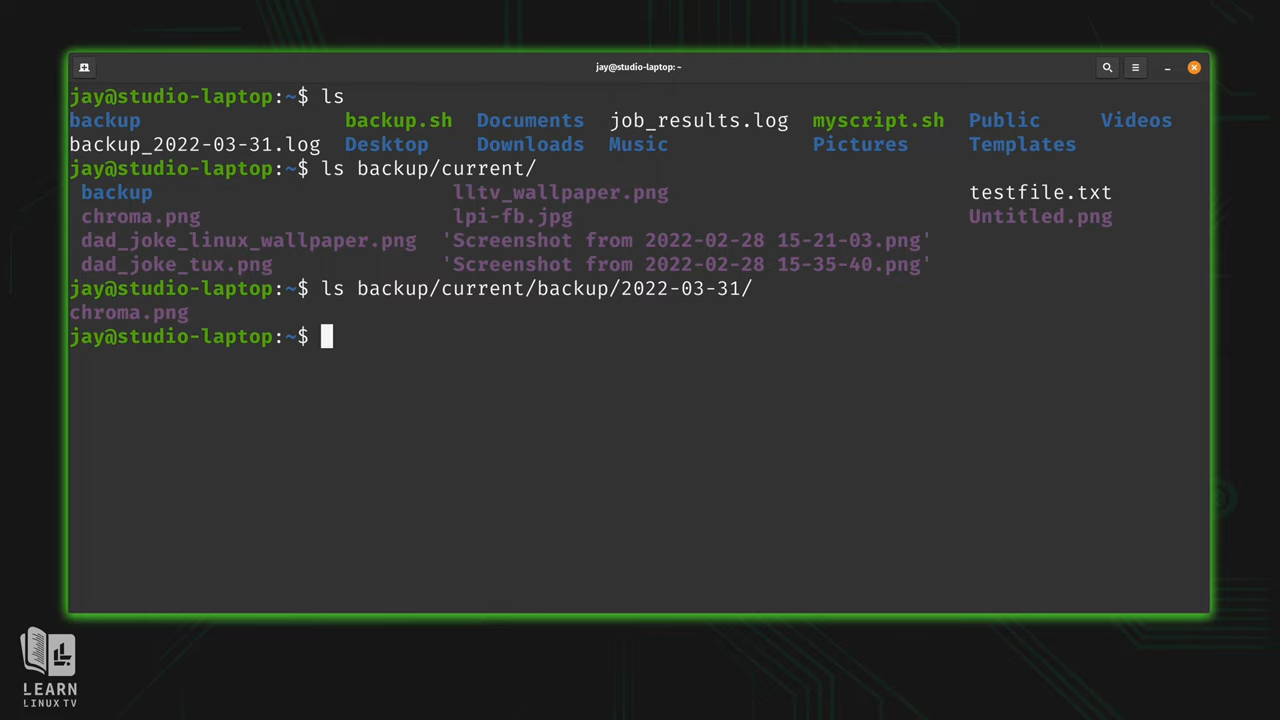 jay@studio-laptop: ~
jay@studio-laptop:~$ ls
backup backup.sh Documents job_results.log myscript.sh Public Videos
backup_2022-03-31.log Desktop Downloads Music Pictures Templates
jay@studio-laptop:~$ ls backup/current/
backup lltv_wallpaper.png testfile.txt
chroma.png lpi-fb.jpg Untitled.png
dad_joke_linux_wallpaper.png 'Screenshot from 2022-02-28 15-21-03.png'
dad_joke_tux.png 'Screenshot from 2022-02-28 15-35-40.png'
jay@studio-laptop:~$ ls backup/current/backup/2022-03-31/
chroma.png
jay@studio-laptop:~$
LEARN
LINUX TV